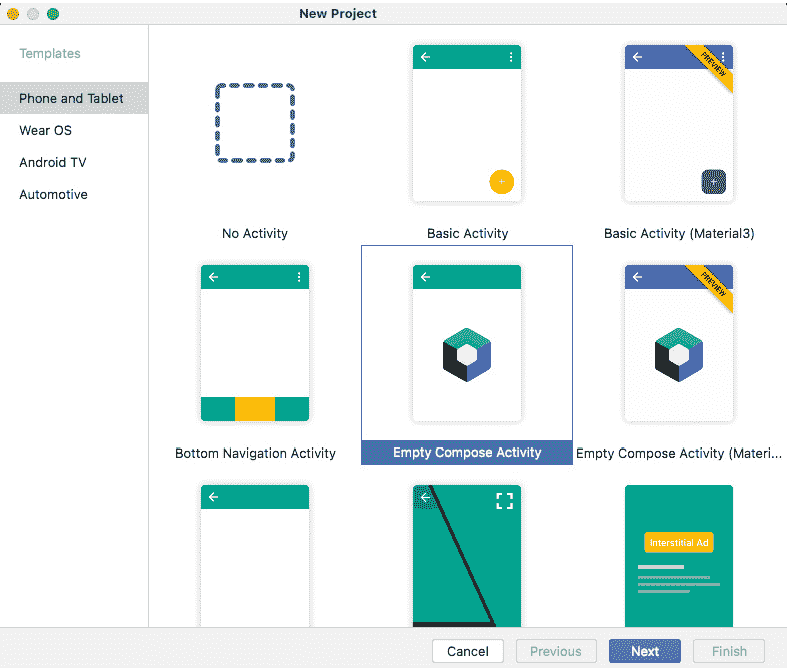 New Project
Templates
Phone and Tablet
Wear OS
Android TV
Automotive
PREVIEW
No Activity
Basic Activity
Basic Activity (Material3)
PREVIEW
Bottom Navigation Activity
Empty Compose Activity
Empty Compose Activity (Materi...
Interstitial Ad
Cancel
Previous
Next
Finish